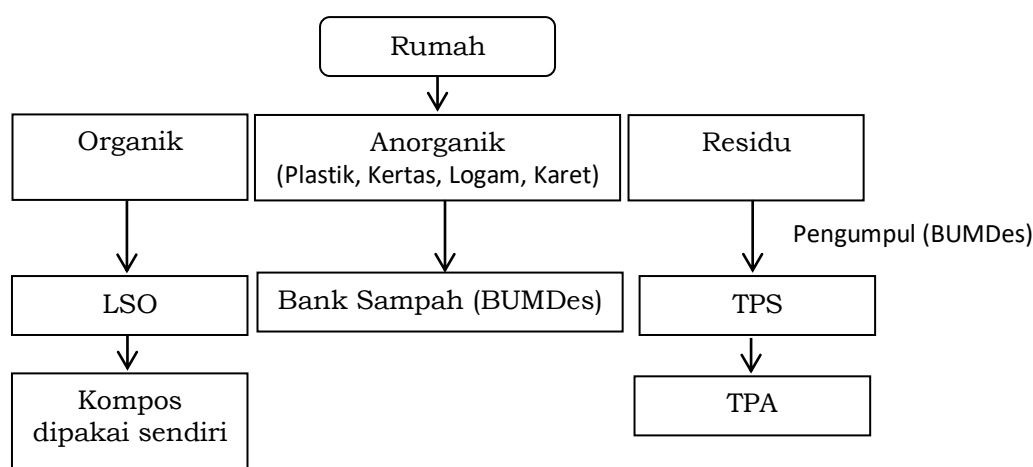 Rumah
Organik
Anorganik
(Plastik, Kertas, Logam, Karet)
Residu
Pengumpul (BUMDes)
LSO
Bank Sampah (BUMDes)
TPS
Kompos
dipakai sendiri
TPA